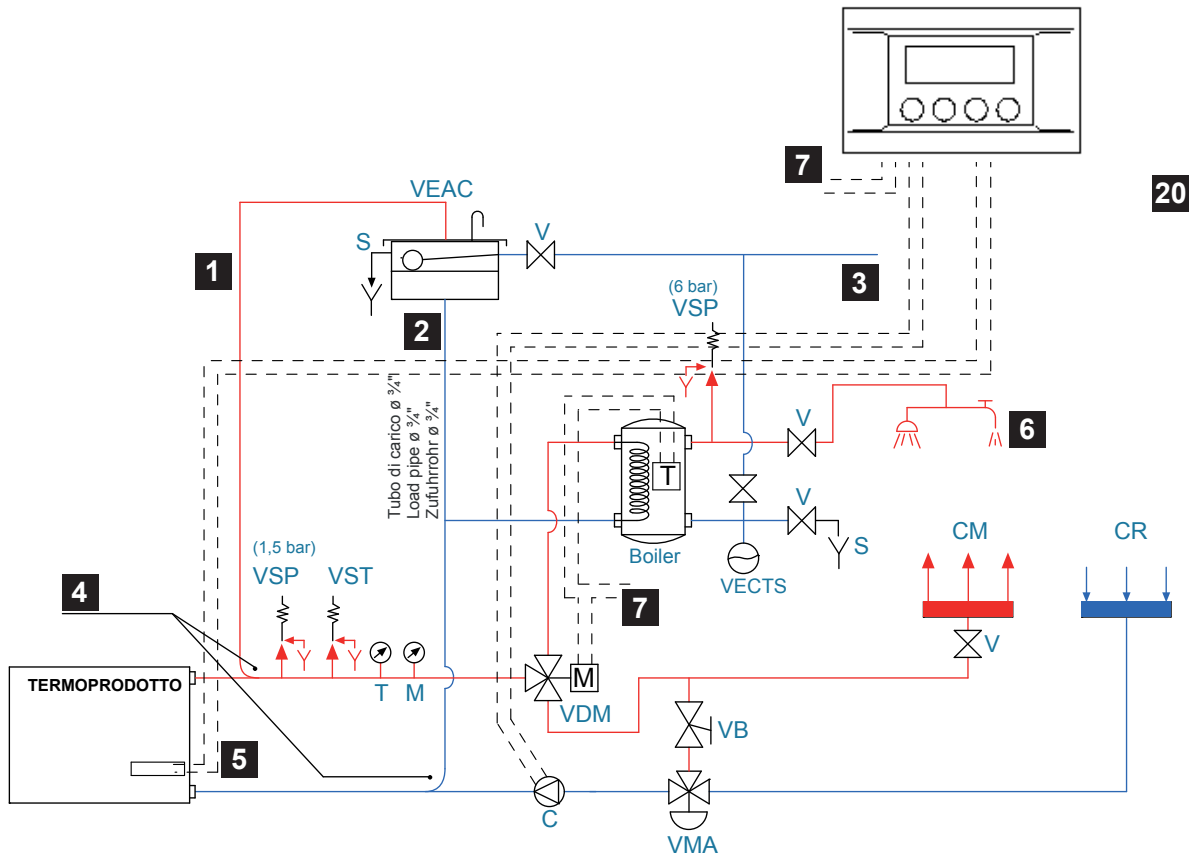 7
20
VEAC
S
V
1
3
(6 bar)
VSP
2
Tubo di carico ø ¾"
Load pipe ø ¾"
Zufuhrrohr ø ¾"
V
6
T
V
(1,5 bar)
VSP
VST
Boiler
S
CM
CR
VECTS
4
7
V
TERMOPRODOTTO
M
T
M
VDM
VB
5
C
VMA